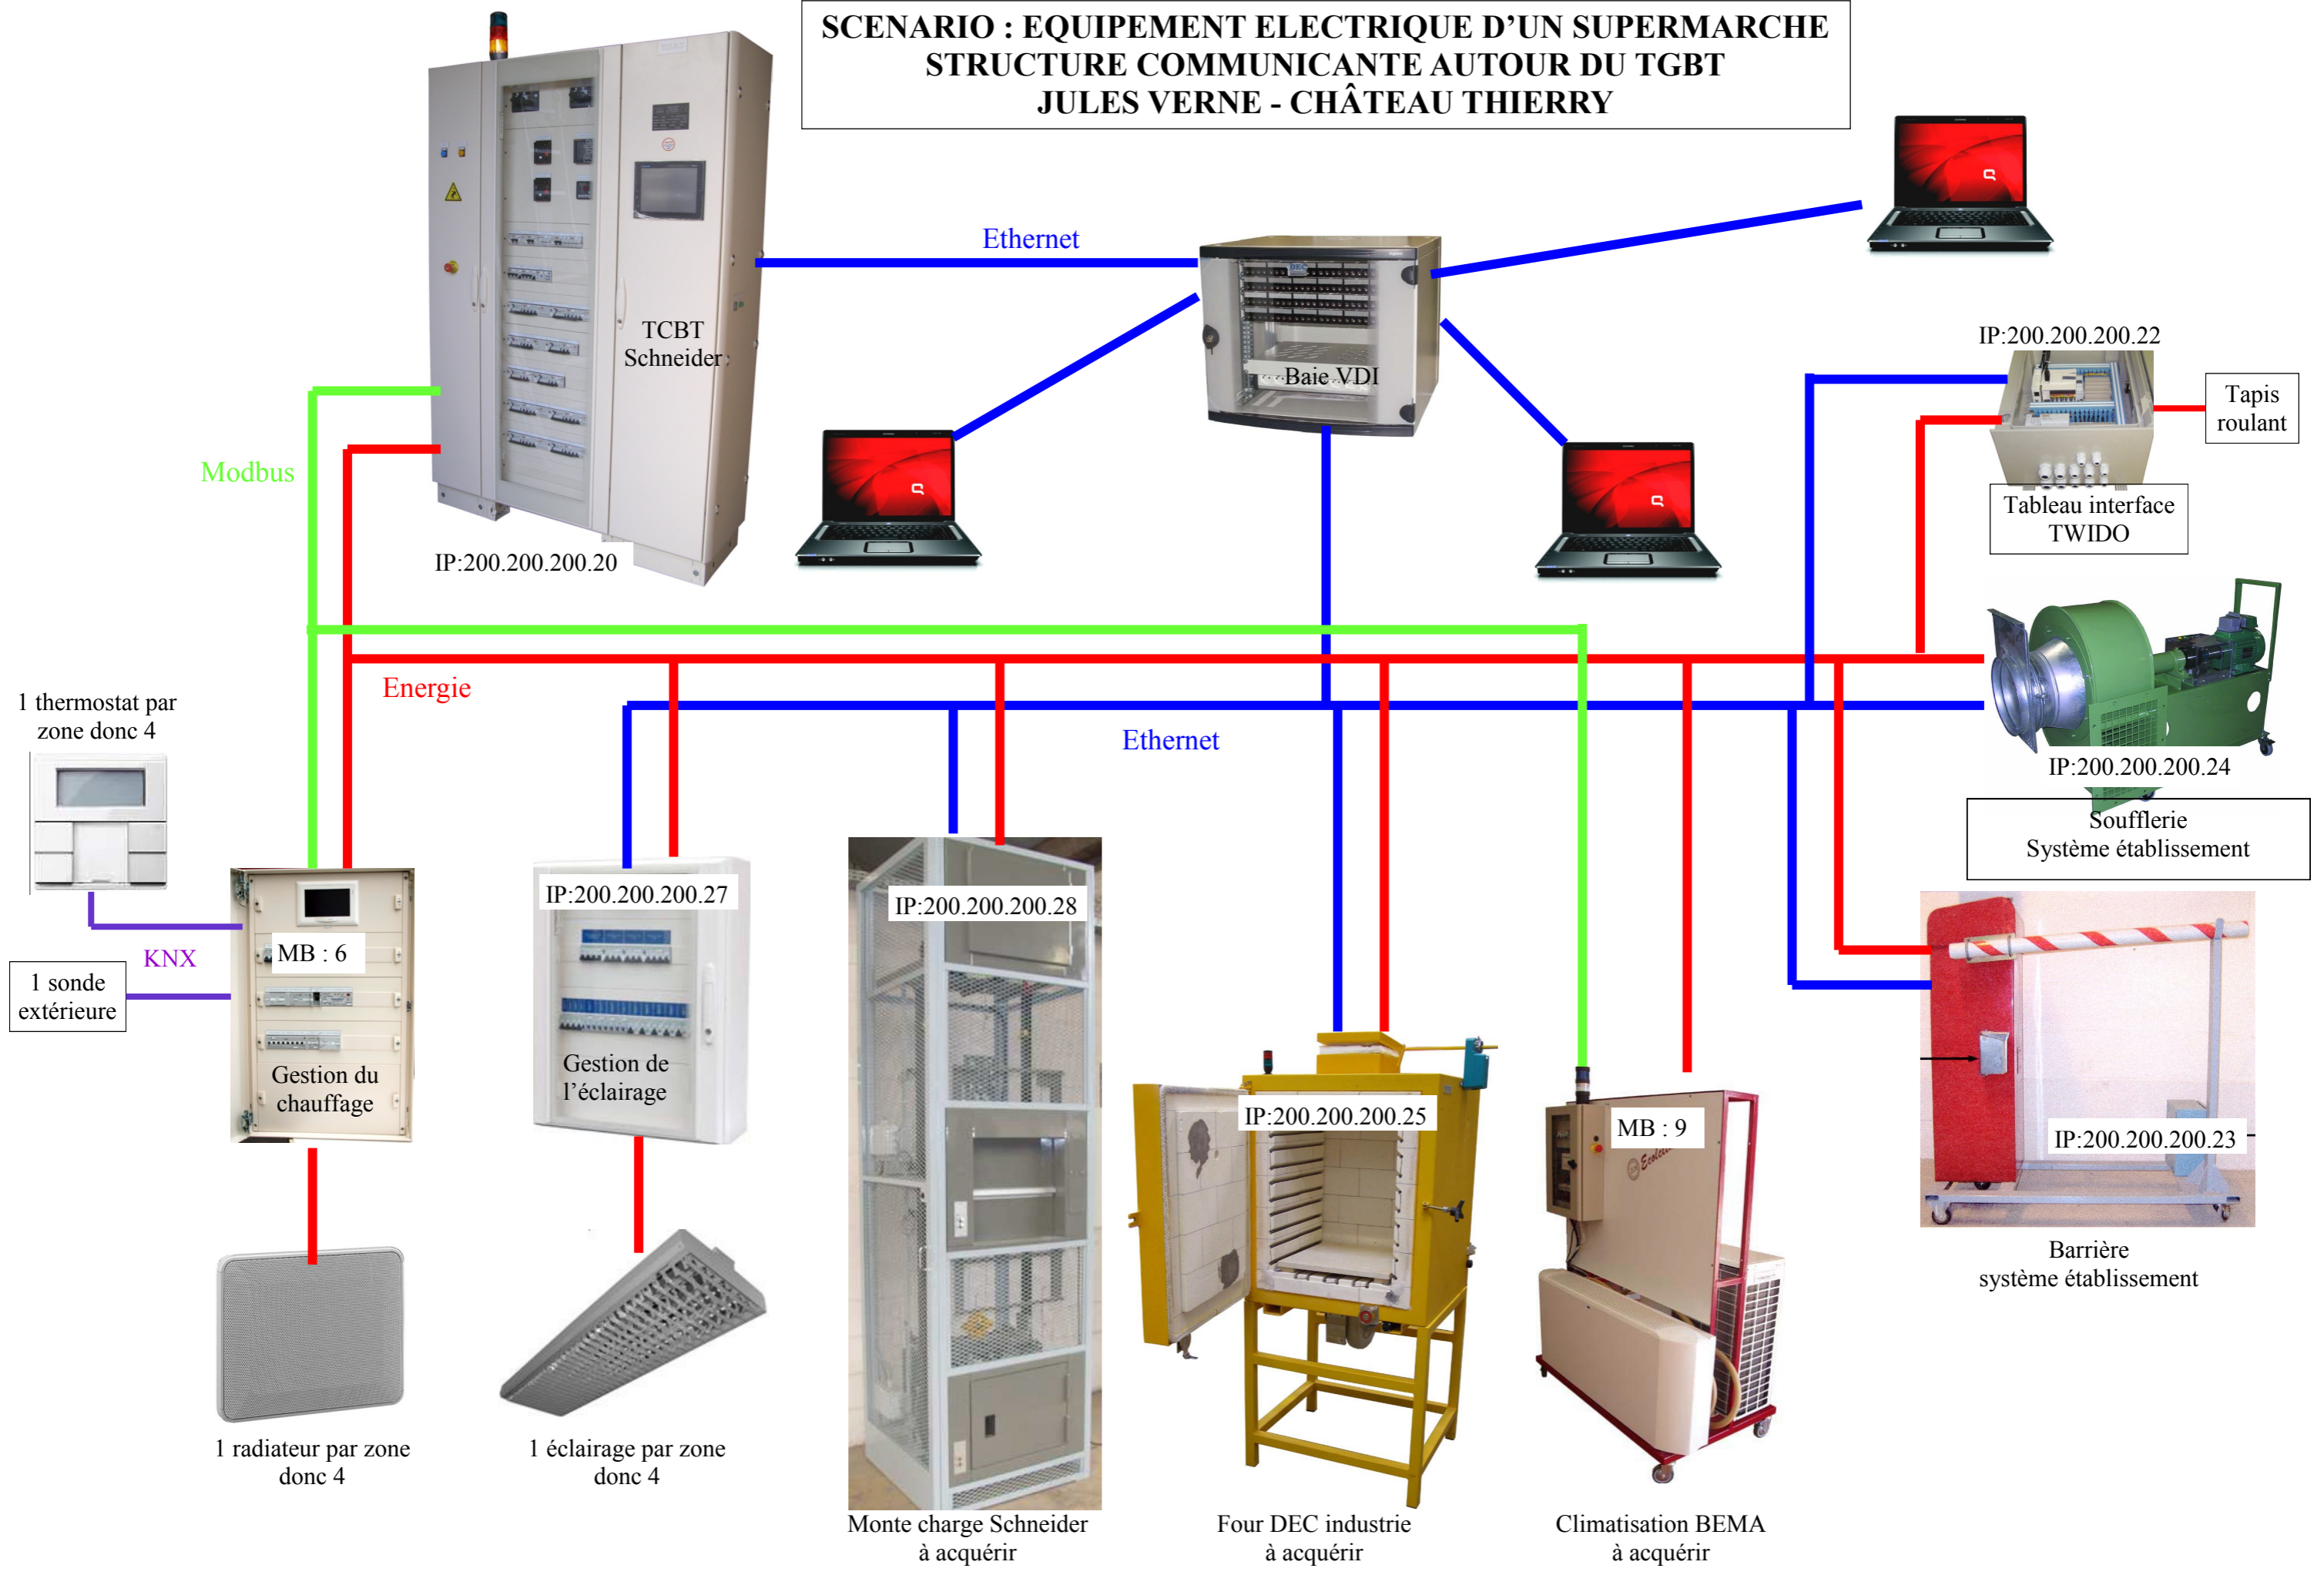 SCENARIO : EQUIPEMENT ELECTRIQUE D’UN SUPERMARCHE
STRUCTURE COMMUNICANTE AUTOUR DU TGBT
JULES VERNE - CHÂTEAU THIERRY
Ethernet
TCBT
Schneider
Baie VDI
IP:200.200.200.22
Tapis
roulant
Tableau interface
TWIDO
Modbus
IP:200.200.200.20
Energie
Ethernet
1 thermostat par
zone donc 4
IP:200.200.200.24
Soufflerie
Système établissement
IP:200.200.200.27
IP:200.200.200.28
MB : 6
KNX
1 sonde
extérieure
Gestion du
chauffage
Gestion de
l’éclairage
IP:200.200.200.25
MB : 9
IP:200.200.200.23
Barrière
système établissement
1 radiateur par zone
donc 4
1 éclairage par zone
donc 4
Monte charge Schneider
à acquérir
Four DEC industrie
à acquérir
Climatisation BEMA
à acquérir